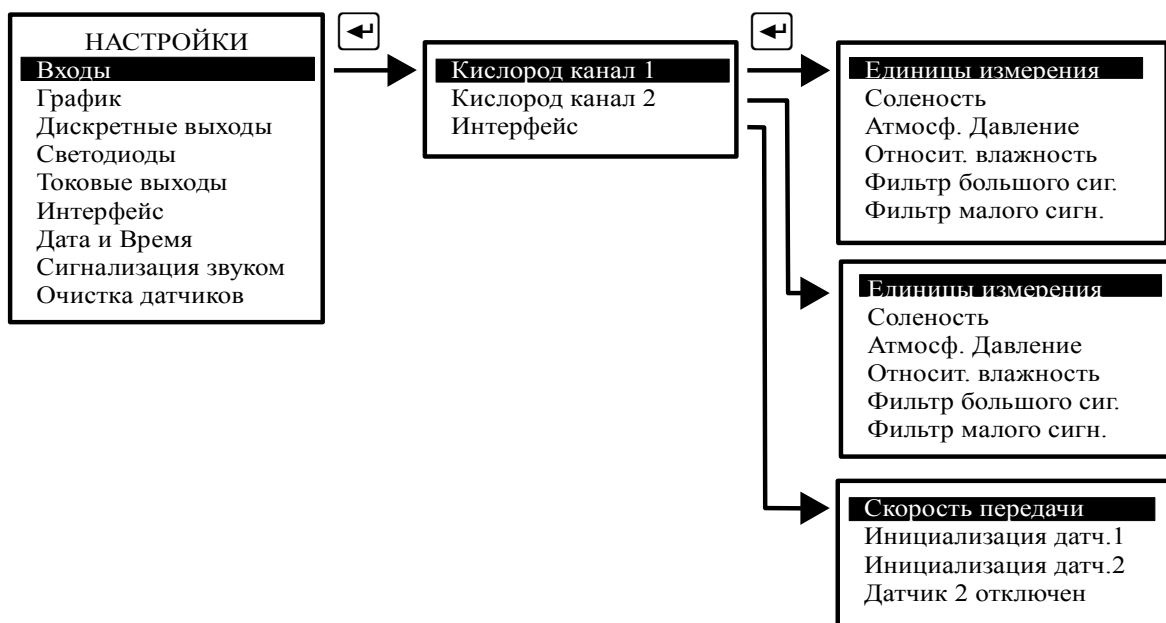 НАСТРОЙКИ
Входы
График
Дискретные выходы
Светодиоды
Токовые выходы
Интерфейс
Дата и Время
Сигнализация звуком
Очистка датчиков
Кислород канал 1
Кислород канал 2
Интерфейс
Единицы измерения
Соленость
Атмосф. Давление
Относит. влажность
Фильтр большого сиг.
Фильтр малого сигн.
Единицы измерения
Соленость
Атмосф. Давление
Относит. влажность
Фильтр большого сиг.
Фильтр малого сигн.
Скорость передачи
Инициализация датч.1
Инициализация датч.2
Датчик 2 отключен